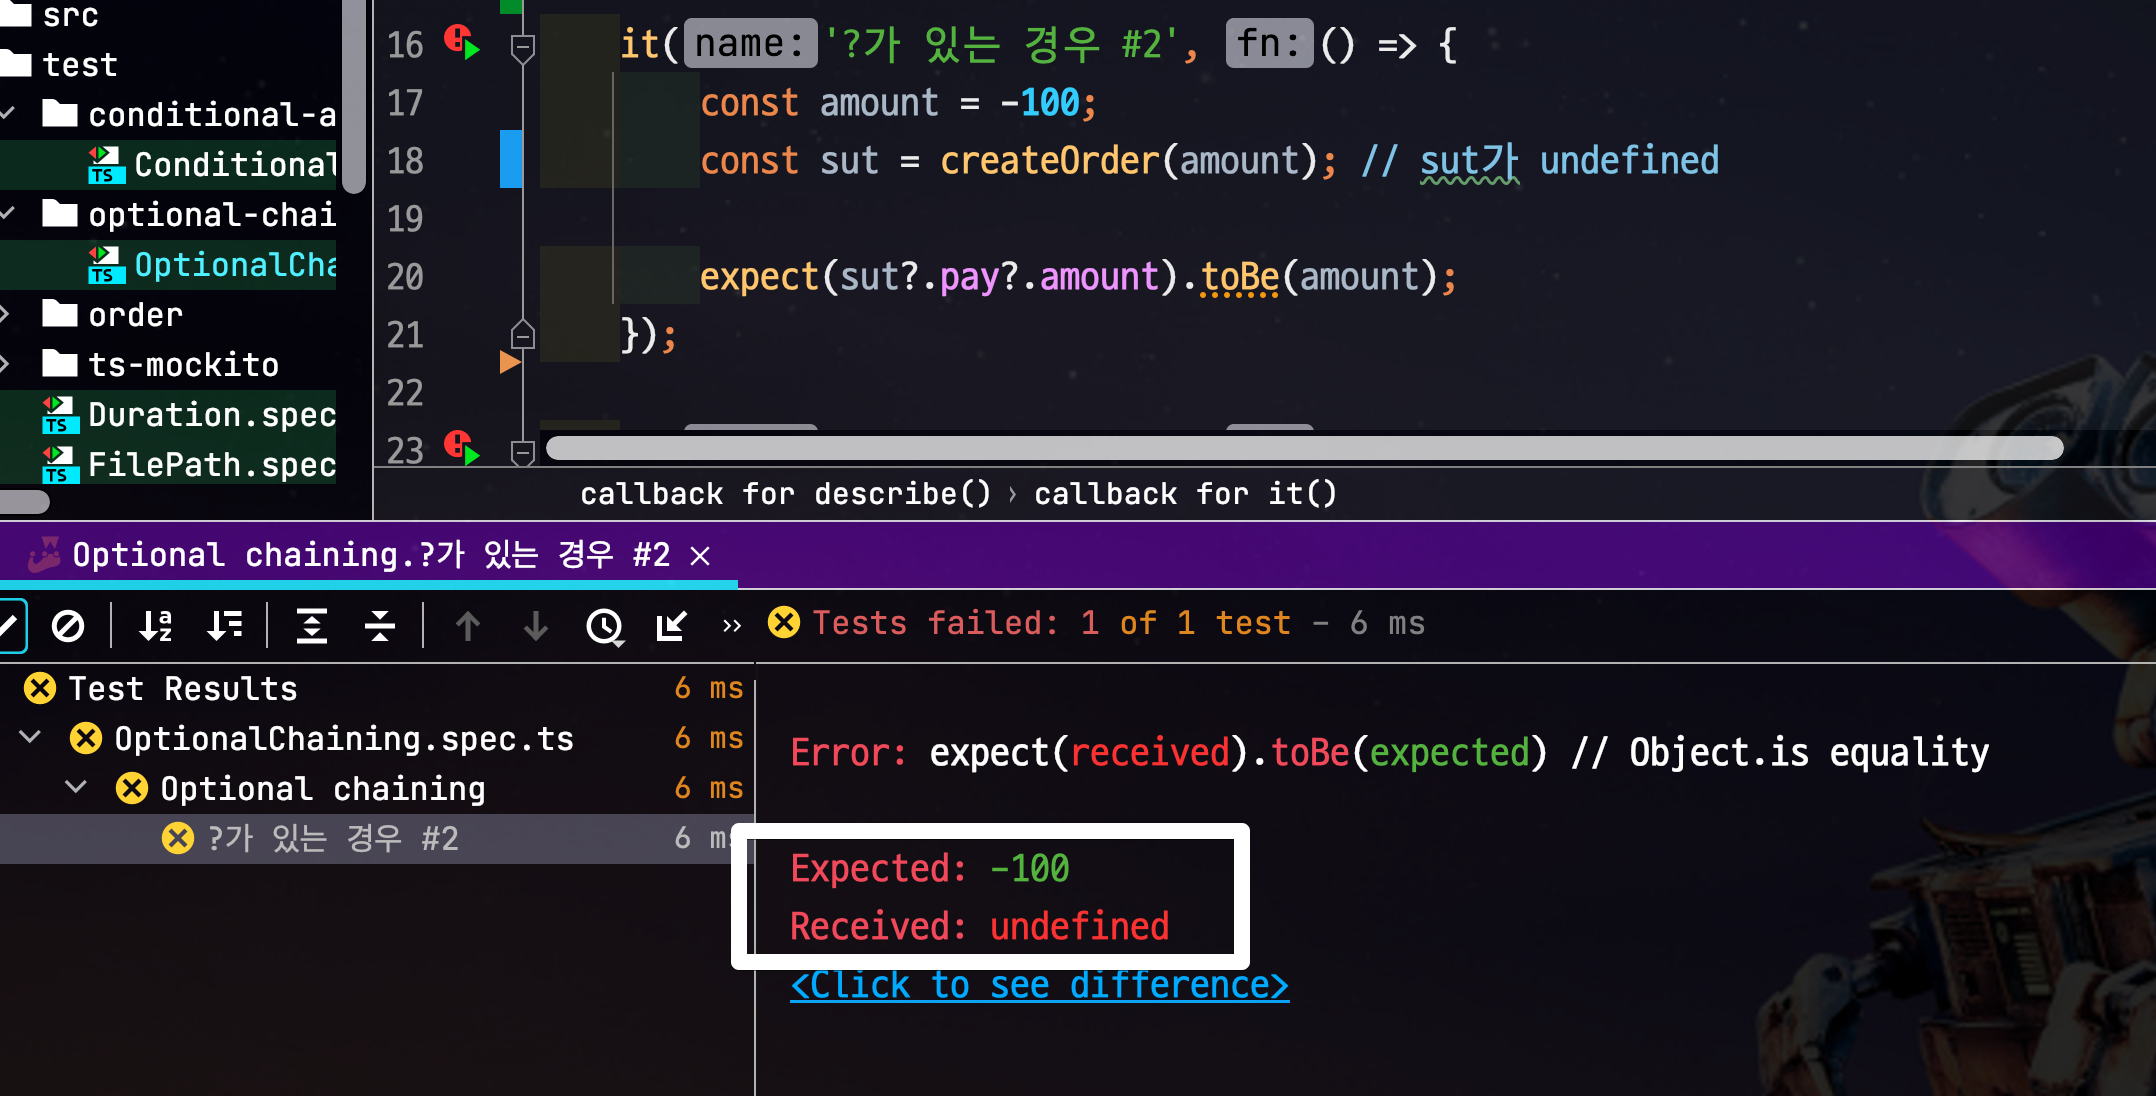 src
test
conditional-a
Conditional
optional-chai
OptionalCha
order
ts-mockito
Duration.spec
FilePath.spec
16 it( name: '?가 있는 경우 #2', fn: () => {
17 const amount = -100;
18 const sut = createOrder(amount); // sut가 undefined
19
20 expect(sut?.pay?.amount).toBe(amount);
21 });
22
23
callback for describe() › callback for it()
Optional chaining.?가 있는 경우 #2 ×
Tests failed: 1 of 1 test – 6 ms
Test Results 6 ms
OptionalChaining.spec.ts 6 ms
Optional chaining 6 ms
?가 있는 경우 #2 6 ms
Error: expect(received).toBe(expected) // Object.is equality
Expected: -100
Received: undefined
<Click to see difference>